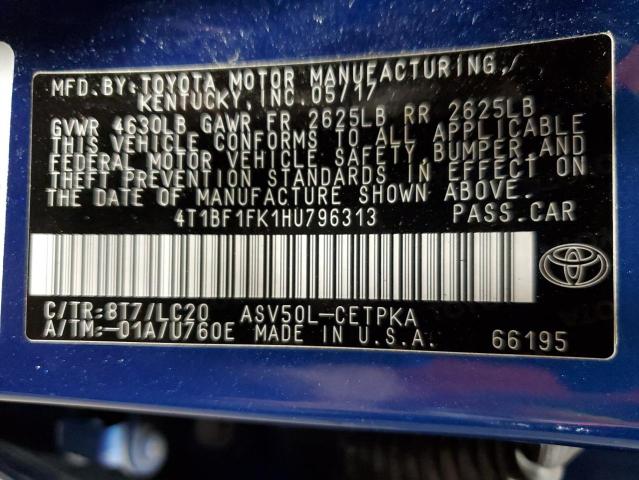 MFD.BY: TOYOTA MOTOR MANUFACTURING,
KENTUCKY, INC. 05/17
GVWR 4630LB GAWR FR 2625LB RR 2625LB
THIS VEHICLE CONFORMS TO ALL APPLICABLE
FEDERAL MOTOR VEHICLE SAFETY, BUMPER, AND
THEFT PREVENTION STANDARDS IN EFFECT ON
THE DATE OF MANUFACTURE SHOWN ABOVE.
4T1BF1FK1HU796313 PASS.CAR
C/TR: 8T7/LC20 ASV50L-CETPKA
A/TM: -01A/U760E MADE IN U.S.A. 66195